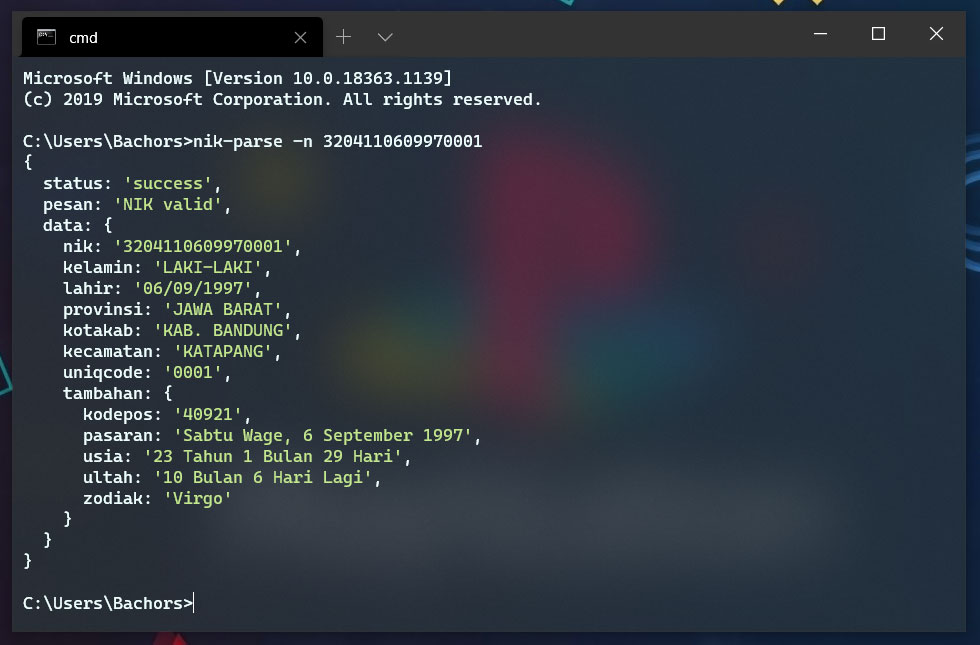 cmd
Microsoft Windows [Version 10.0.18363.1139]
(c) 2019 Microsoft Corporation. All rights reserved.
C:\Users\Bachors>nik-parse -n 3204110609970001
{
  status: 'success',
  pesan: 'NIK valid',
  data: {
    nik: '3204110609970001',
    kelamin: 'LAKI-LAKI',
    lahir: '06/09/1997',
    provinsi: 'JAWA BARAT',
    kotakab: 'KAB. BANDUNG',
    kecamatan: 'KATAPANG',
    uniqcode: '0001',
    tambahan: {
      kodepos: '40921',
      pasaran: 'Sabtu Wage, 6 September 1997',
      usia: '23 Tahun 1 Bulan 29 Hari',
      ultah: '10 Bulan 6 Hari Lagi',
      zodiak: 'Virgo'
    }
  }
}
C:\Users\Bachors>